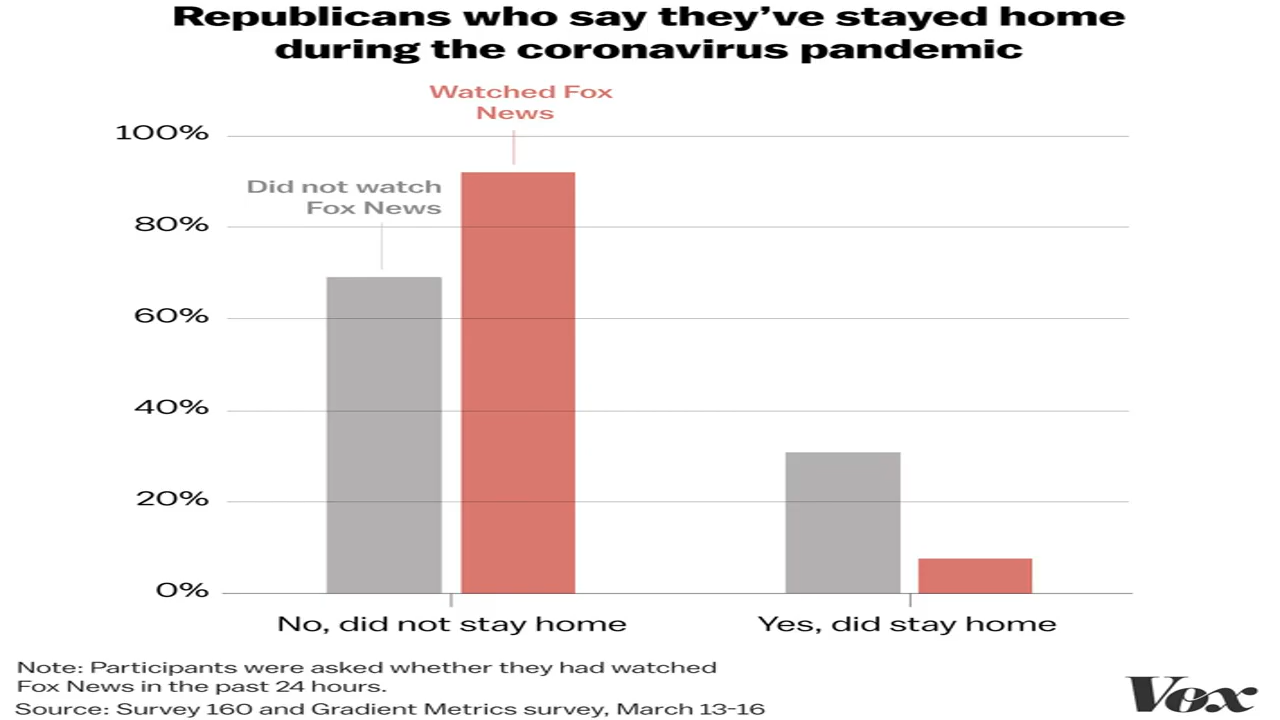 Republicans who say they’ve stayed home
during the coronavirus pandemic
Watched Fox
News
100%
Did not watch
Fox News
80%
60%
40%
20%
0%
No, did not stay home
Yes, did stay home
Note: Participants were asked whether they had watched
Fox News in the past 24 hours.
Source: Survey 160 and Gradient Metrics survey, March 13-16
Vox